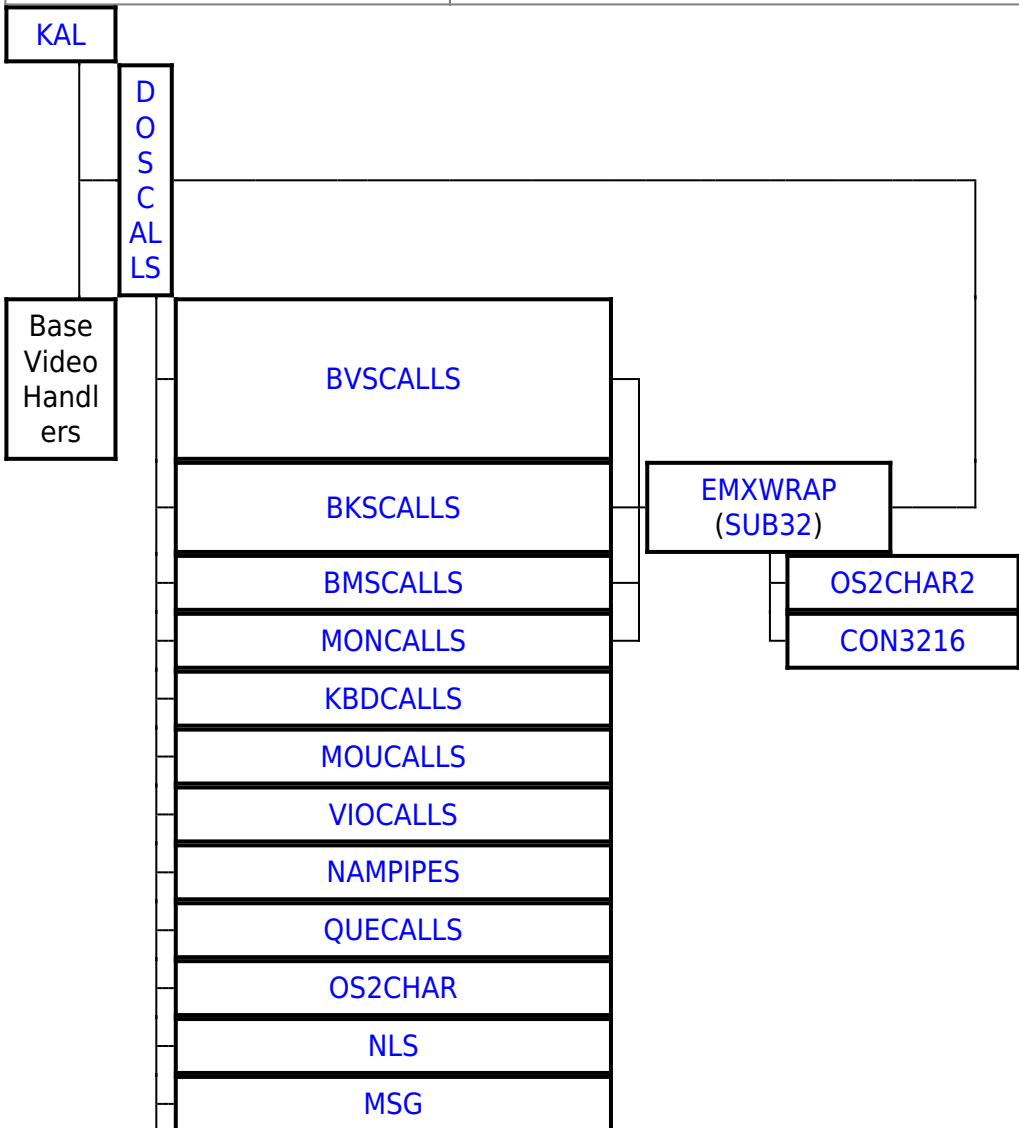 KAL
D
O
S
C
AL
LS
Base
Video
Handl
ers
BVSCALLS
BKSCALLS
EMXWRAP
(SUB32)
BMSCALLS
OS2CHAR2
MONCALLS
CON3216
KBDCALLS
MOUCALLS
VIOCALLS
NAMPIPES
QUECALLS
OS2CHAR
NLS
MSG